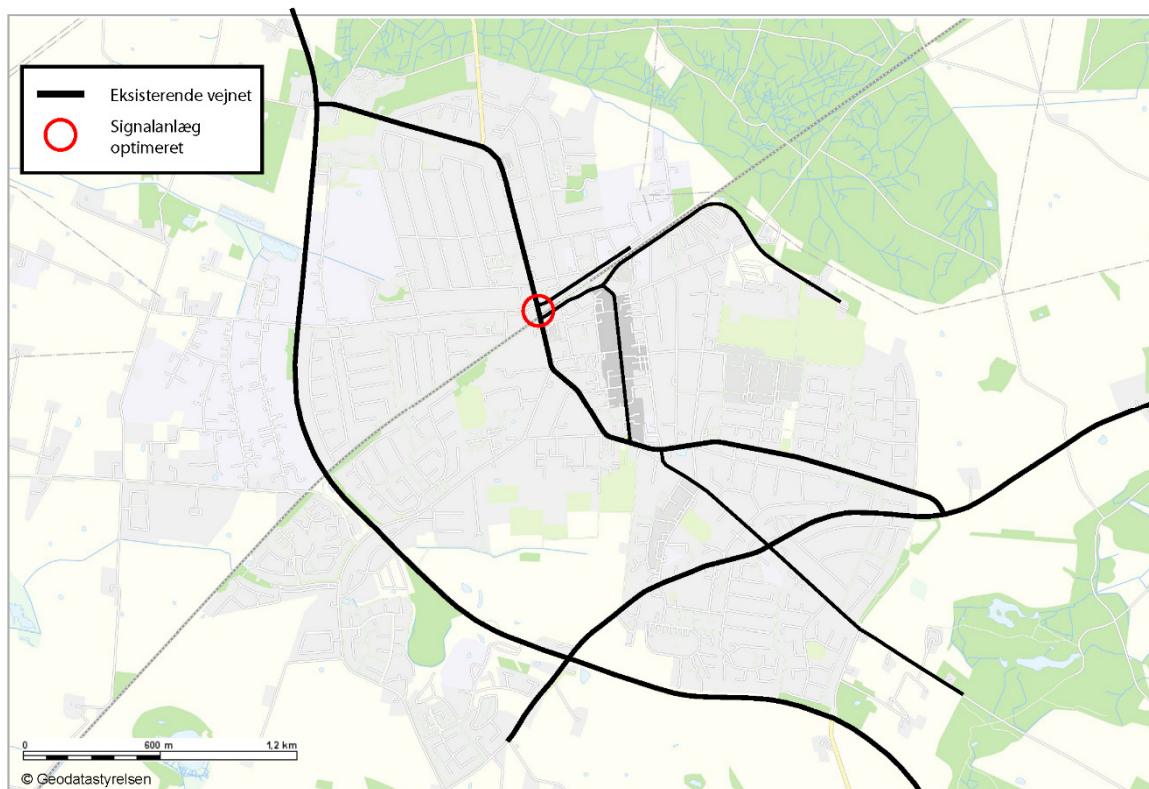 Eksisterende vejnet
Signalanlæg
optimeret
0 600 m 1,2 km
© Geodatastyrelsen